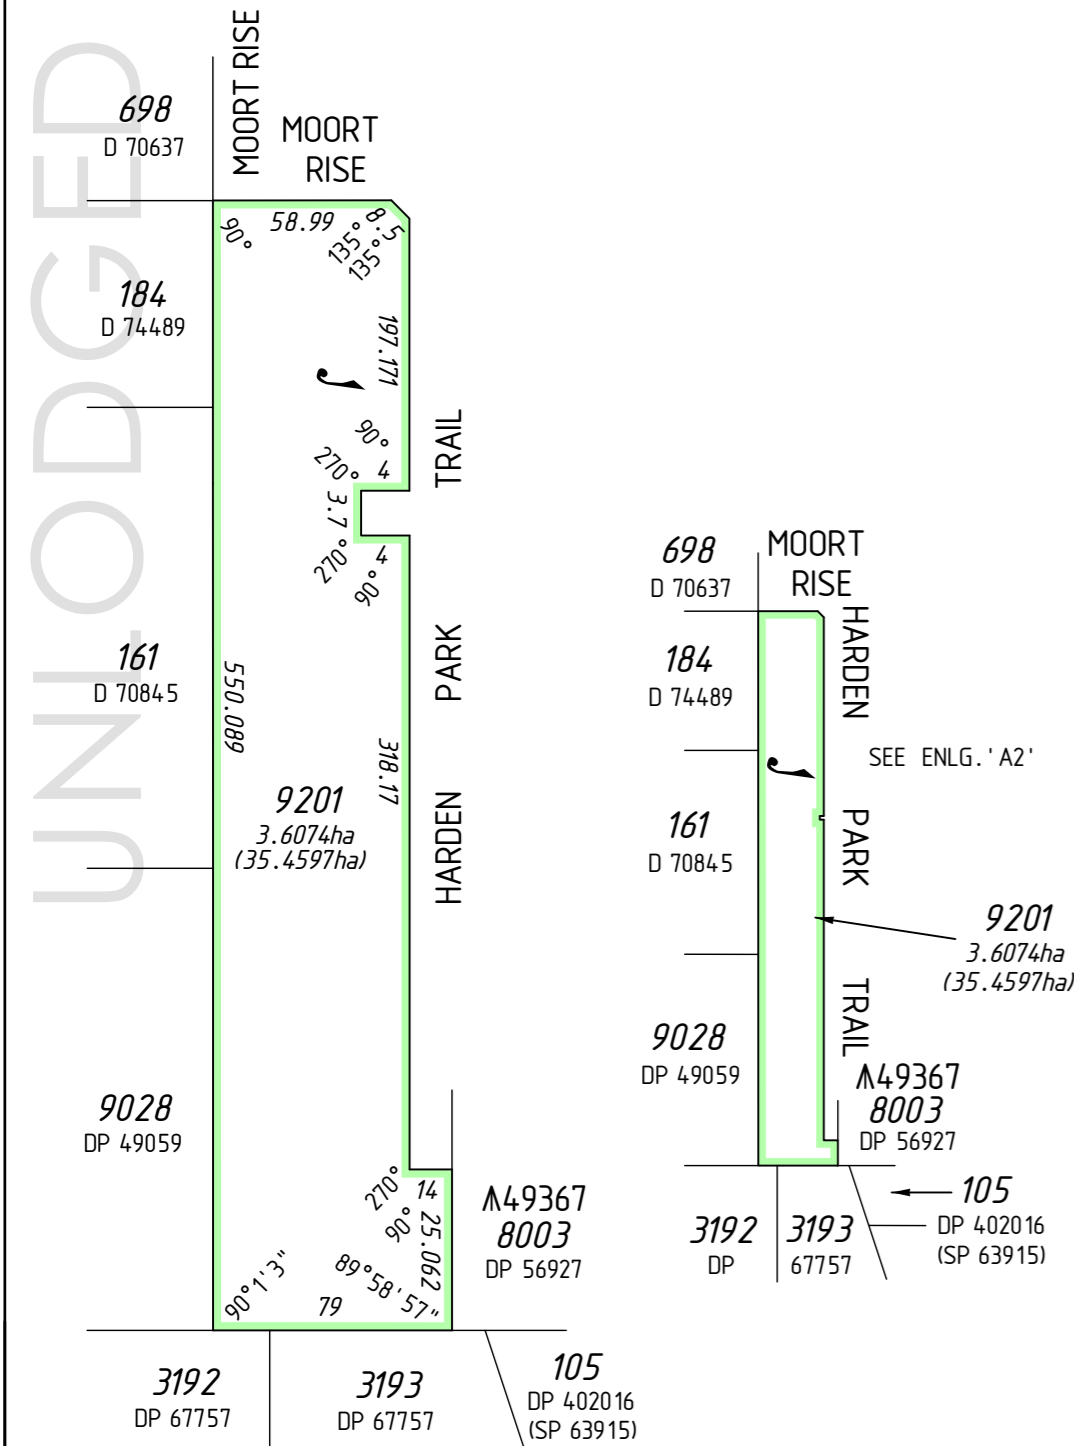 UNLODGED
MOORT RISE
698
D 70637
MOORT
RISE
58.99
8.5
90°
135°
135°
184
D 74489
197.171
90°
270°
4
TRAIL
3.7
270°
4
90°
161
D 70845
550.089
PARK
318.17
9201
3.6074ha
(35.4597ha)
HARDEN
9028
DP 49059
270°
14
90°
25.062
90°1'3"
89°58'57"
79
49367
8003
DP 56927
3192
DP 67757
3193
DP 67757
105
DP 402016
(SP 63915)
698
D 70637
MOORT
RISE
HARDEN
184
D 74489
SEE ENLG.'A2'
161
D 70845
PARK
9201
3.6074ha
(35.4597ha)
TRAIL
9028
DP 49059
49367
8003
DP 56927
105
DP 402016
(SP 63915)
3192
DP
3193
67757